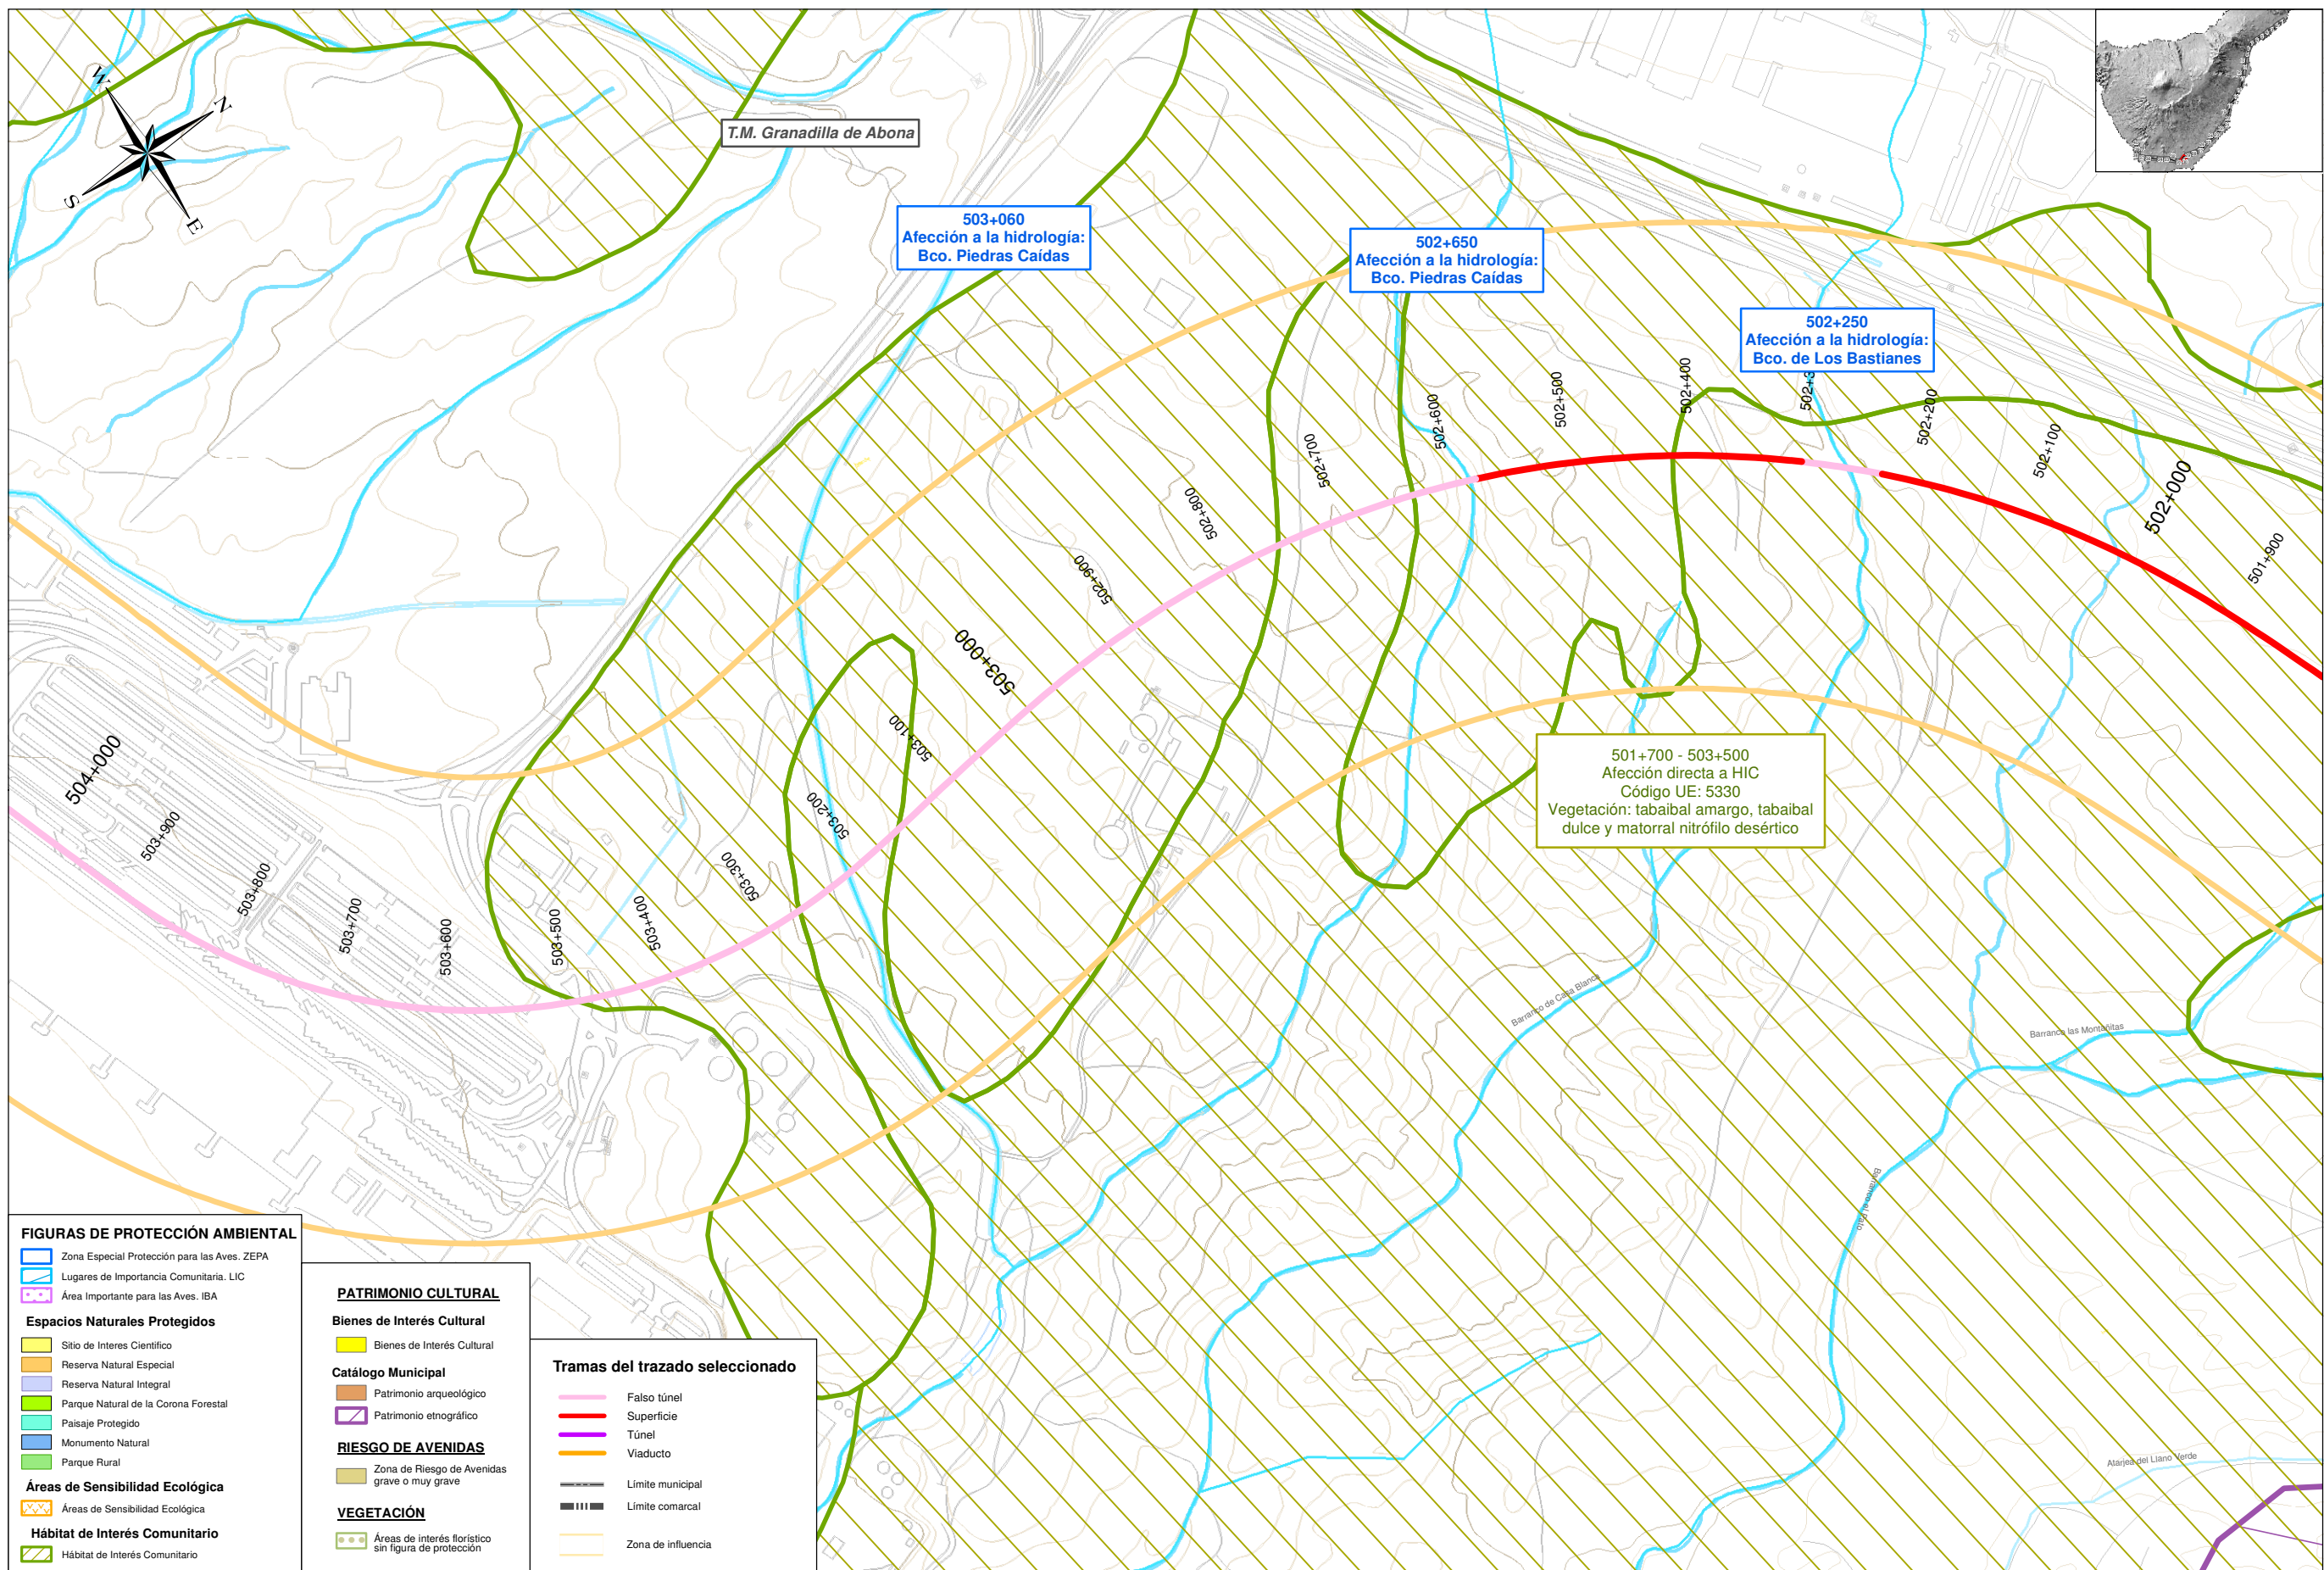 W
N
S
E
T.M. Granadilla de Abona
503+060
Afección a la hidrología:
Bco. Piedras Caídas
502+650
Afección a la hidrología:
Bco. Piedras Caídas
502+250
Afección a la hidrología:
Bco. de Los Bastianes
504+000
503+900
503+800
503+700
503+600
503+500
503+400
503+300
503+200
503+100
503+000
502+900
502+800
502+700
502+600
502+500
502+400
502+3
502+200
502+100
502+000
501+900
501+700 - 503+500
Afección directa a HIC
Código UE: 5330
Vegetación: tabaibal amargo, tabaibal
dulce y matorral nitrófilo desértico
Barranco de Casa Blanca
Barranco las Montañitas
Barranco el Pato
Atarjea del Llano Verde
FIGURAS DE PROTECCIÓN AMBIENTAL
Zona Especial Protección para las Aves. ZEPA
Lugares de Importancia Comunitaria. LIC
Área Importante para las Aves. IBA
Espacios Naturales Protegidos
Sitio de Interes Cientifico
Reserva Natural Especial
Reserva Natural Integral
Parque Natural de la Corona Forestal
Paisaje Protegido
Monumento Natural
Parque Rural
Áreas de Sensibilidad Ecológica
Áreas de Sensibilidad Ecológica
Hábitat de Interés Comunitario
Hábitat de Interés Comunitario
PATRIMONIO CULTURAL
Bienes de Interés Cultural
Bienes de Interés Cultural
Catálogo Municipal
Patrimonio arqueológico
Patrimonio etnográfico
RIESGO DE AVENIDAS
Zona de Riesgo de Avenidas
grave o muy grave
VEGETACIÓN
Áreas de interés florístico
sin figura de protección
Tramas del trazado seleccionado
Falso túnel
Superficie
Túnel
Viaducto
Límite municipal
Límite comarcal
Zona de influencia